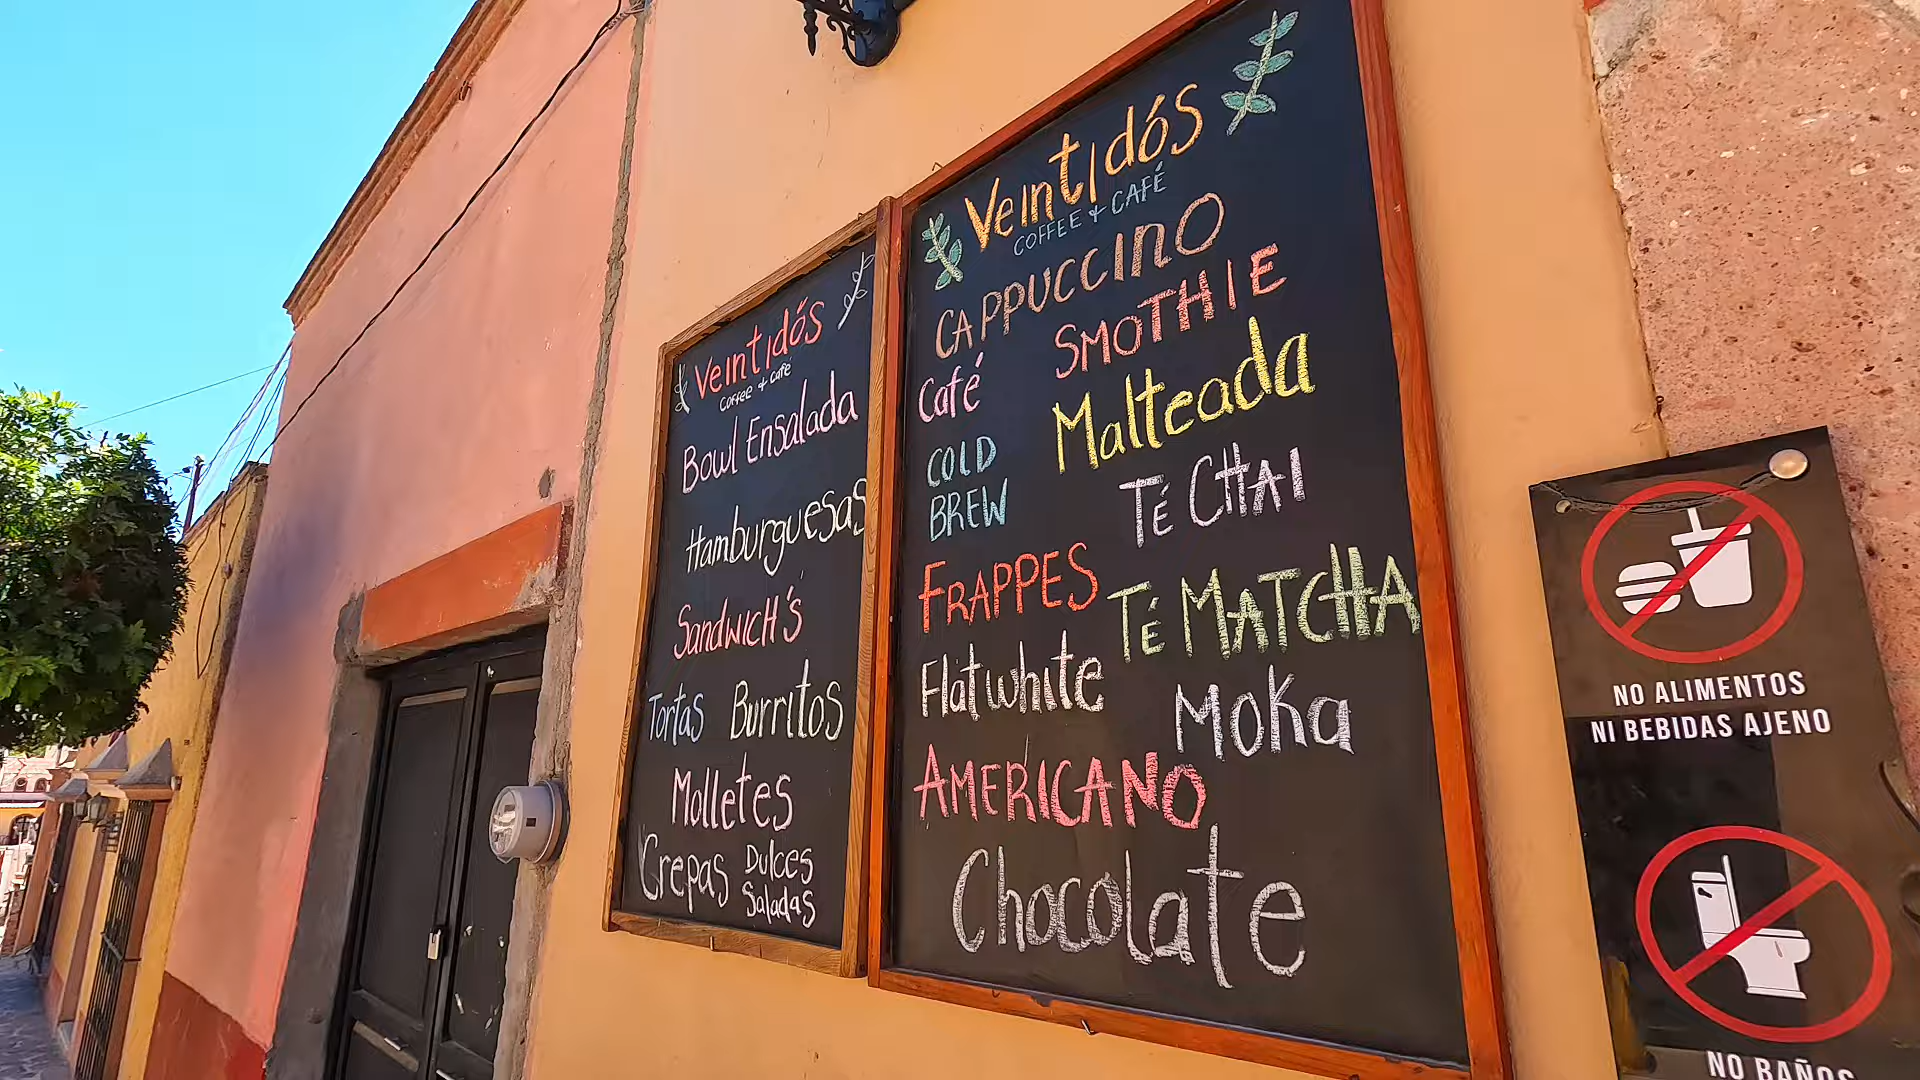 Veintidós
Coffee + Café
Bowl Ensalada
Hamburguesas
Sandwich's
Tortas Burritos
Molletes
Crepas Dulces
Saladas
Veintidós
COFFEE + CAFÉ
CAPPUCCINO
SMOTHIE
Café
Malteada
COLD
BREW
TÉ CHAI
FRAPPES
TÉ MATCHA
Flat white
Moka
AMERICANO
Chocolate
NO ALIMENTOS
NI BEBIDAS AJENO
NO BAÑOS